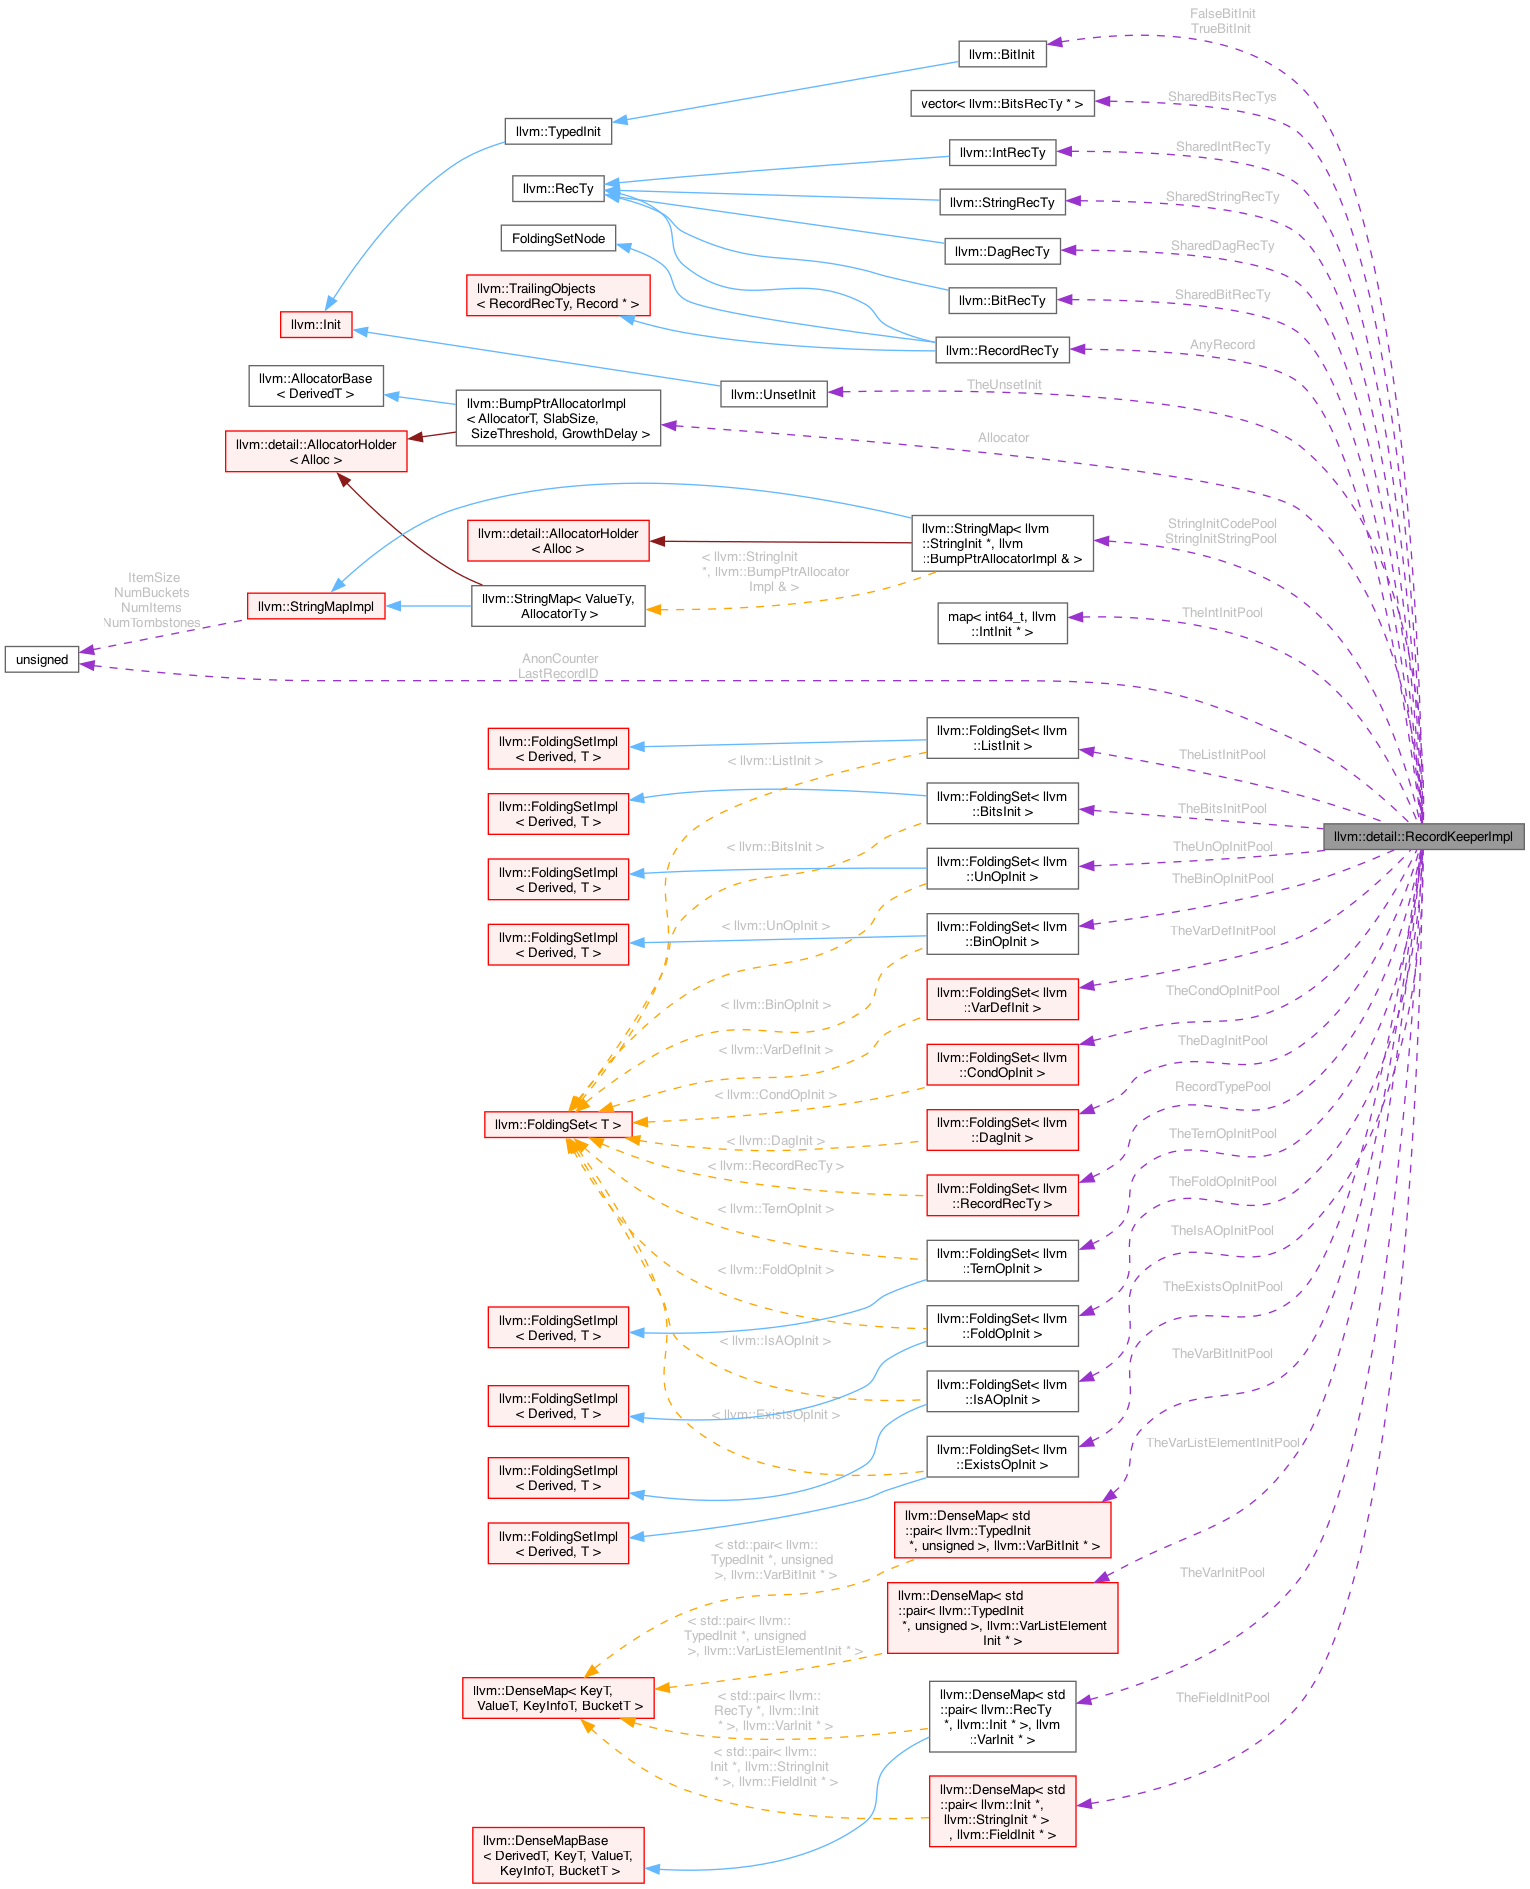 FalseBitInit
TrueBitInit
llvm::BitInit
vector< llvm::BitsRecTy * >
SharedBitsRecTys
llvm::TypedInit
llvm::IntRecTy
SharedIntRecTy
llvm::RecTy
llvm::StringRecTy
SharedStringRecTy
FoldingSetNode
llvm::DagRecTy
SharedDagRecTy
llvm::TrailingObjects
< RecordRecTy, Record * >
llvm::BitRecTy
SharedBitRecTy
llvm::Init
llvm::RecordRecTy
AnyRecord
llvm::AllocatorBase
< DerivedT >
llvm::UnsetInit
TheUnsetInit
llvm::BumpPtrAllocatorImpl
< AllocatorT, SlabSize,
SizeThreshold, GrowthDelay >
Allocator
llvm::detail::AllocatorHolder
< Alloc >
llvm::detail::AllocatorHolder
< Alloc >
llvm::StringMap< llvm
::StringInit *, llvm
::BumpPtrAllocatorImpl & >
StringInitCodePool
StringInitStringPool
< llvm::StringInit
*, llvm::BumpPtrAllocator
Impl & >
ItemSize
NumBuckets
NumItems
NumTombstones
llvm::StringMapImpl
llvm::StringMap< ValueTy,
AllocatorTy >
map< int64_t, llvm
::IntInit * >
TheIntInitPool
unsigned
AnonCounter
LastRecordID
llvm::FoldingSetImpl
< Derived, T >
< llvm::ListInit >
llvm::FoldingSet< llvm
::ListInit >
TheListInitPool
llvm::FoldingSetImpl
< Derived, T >
< llvm::BitsInit >
llvm::FoldingSet< llvm
::BitsInit >
TheBitsInitPool
llvm::detail::RecordKeeperImpl
llvm::FoldingSetImpl
< Derived, T >
llvm::FoldingSet< llvm
::UnOpInit >
TheUnOpInitPool
TheBinOpInitPool
llvm::FoldingSetImpl
< Derived, T >
< llvm::UnOpInit >
llvm::FoldingSet< llvm
::BinOpInit >
TheVarDefInitPool
< llvm::BinOpInit >
llvm::FoldingSet< llvm
::VarDefInit >
TheCondOpInitPool
< llvm::VarDefInit >
llvm::FoldingSet< llvm
::CondOpInit >
TheDagInitPool
< llvm::CondOpInit >
RecordTypePool
llvm::FoldingSet< T >
< llvm::DagInit >
llvm::FoldingSet< llvm
::DagInit >
TheTernOpInitPool
< llvm::RecordRecTy >
llvm::FoldingSet< llvm
::RecordRecTy >
TheFoldOpInitPool
< llvm::TernOpInit >
TheIsAOpInitPool
< llvm::FoldOpInit >
llvm::FoldingSet< llvm
::TernOpInit >
TheExistsOpInitPool
llvm::FoldingSetImpl
< Derived, T >
< llvm::IsAOpInit >
llvm::FoldingSet< llvm
::FoldOpInit >
TheVarBitInitPool
llvm::FoldingSetImpl
< Derived, T >
< llvm::ExistsOpInit >
llvm::FoldingSet< llvm
::IsAOpInit >
TheVarListElementInitPool
llvm::FoldingSetImpl
< Derived, T >
llvm::FoldingSet< llvm
::ExistsOpInit >
llvm::FoldingSetImpl
< Derived, T >
llvm::DenseMap< std
::pair< llvm::TypedInit
*, unsigned >, llvm::VarBitInit * >
< std::pair< llvm::
TypedInit *, unsigned
>, llvm::VarBitInit * >
TheVarInitPool
llvm::DenseMap< std
::pair< llvm::TypedInit
*, unsigned >, llvm::VarListElement
Init * >
< std::pair< llvm::
TypedInit *, unsigned
>, llvm::VarListElementInit * >
llvm::DenseMap< KeyT,
ValueT, KeyInfoT, BucketT >
< std::pair< llvm::
RecTy *, llvm::Init
* >, llvm::VarInit * >
llvm::DenseMap< std
::pair< llvm::RecTy
*, llvm::Init * >, llvm
::VarInit * >
TheFieldInitPool
< std::pair< llvm::
Init *, llvm::StringInit
* >, llvm::FieldInit * >
llvm::DenseMap< std
::pair< llvm::Init *,
llvm::StringInit * >
, llvm::FieldInit * >
llvm::DenseMapBase
< DerivedT, KeyT, ValueT,
KeyInfoT, BucketT >